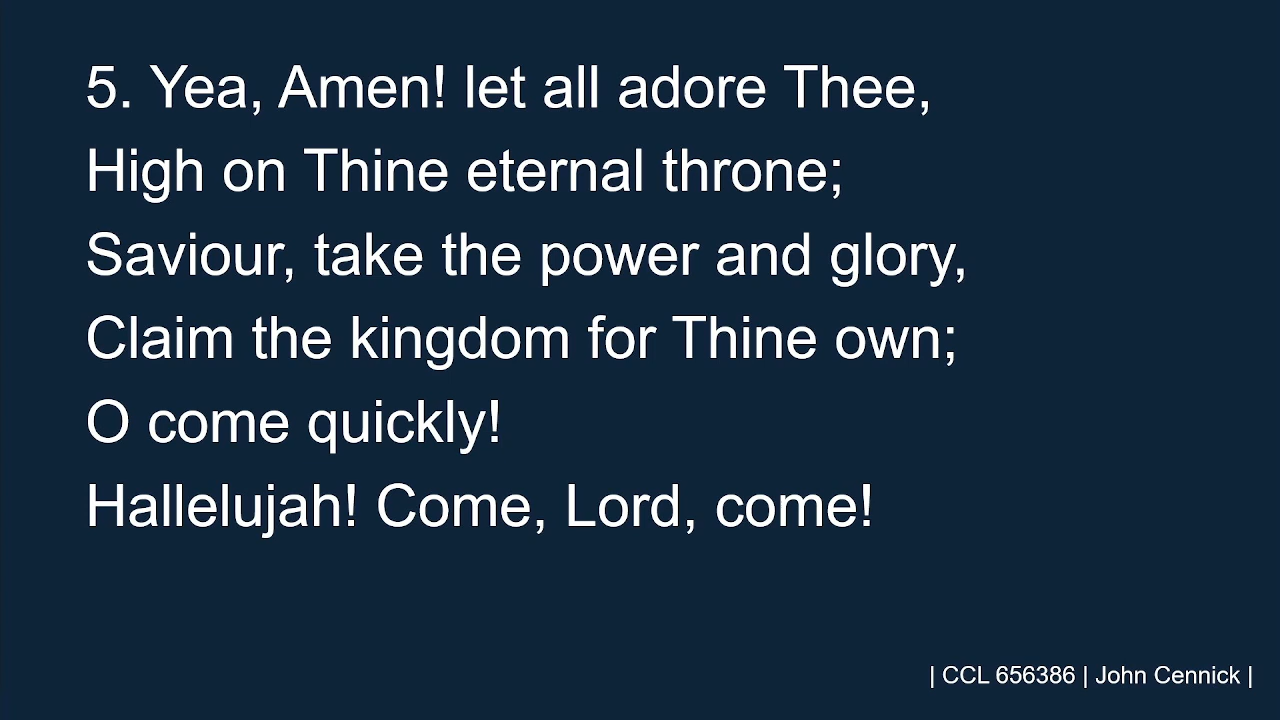 5. Yea, Amen! let all adore Thee,
High on Thine eternal throne;
Saviour, take the power and glory,
Claim the kingdom for Thine own;
O come quickly!
Hallelujah! Come, Lord, come!
| CCL 656386 | John Cennick |